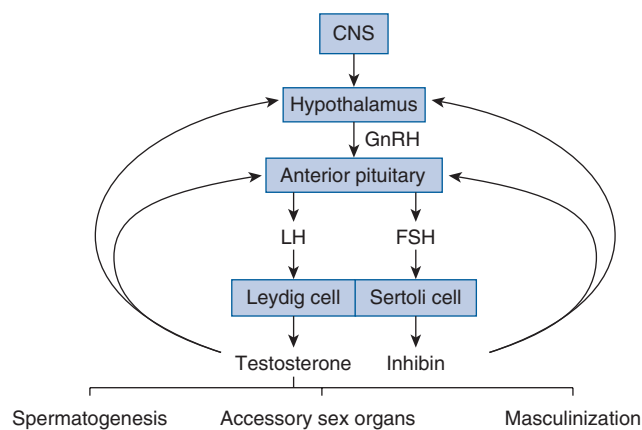 CNS
Hypothalamus
GnRH
Anterior pituitary
LH FSH
Leydig cell Sertoli cell
Testosterone Inhibin
Spermatogenesis Accessory sex organs Masculinization